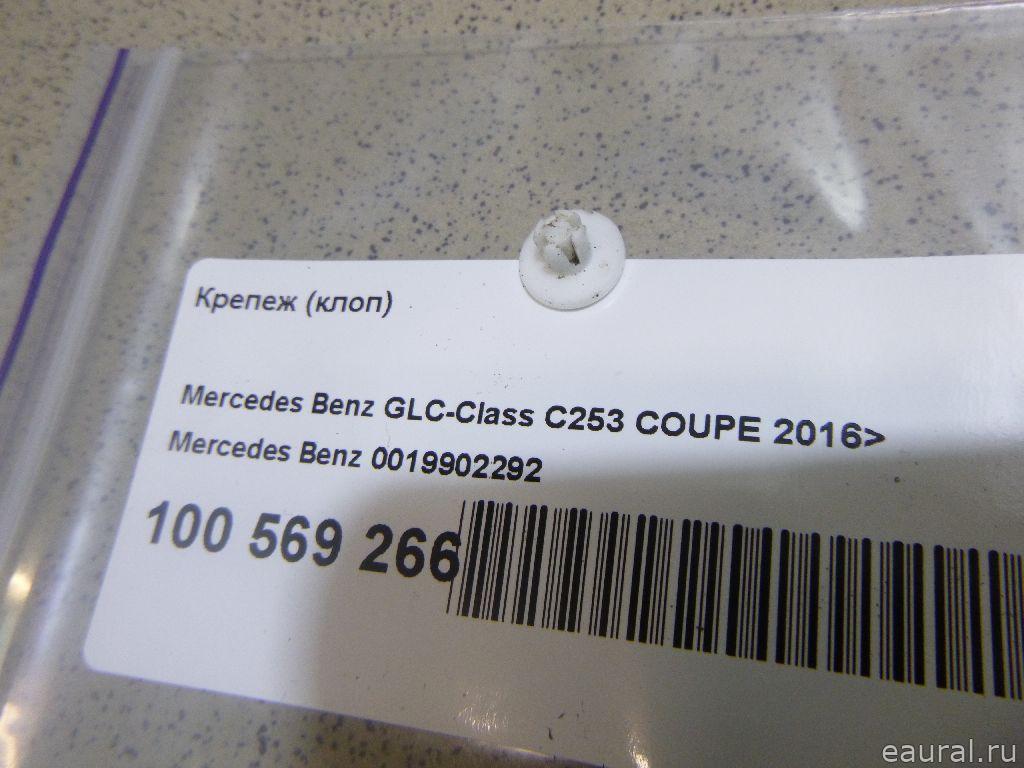 Крепеж (клоп)
Mercedes Benz GLC-Class C253 COUPE 2016>
Mercedes Benz 0019902292
100 569 266
eaural.ru